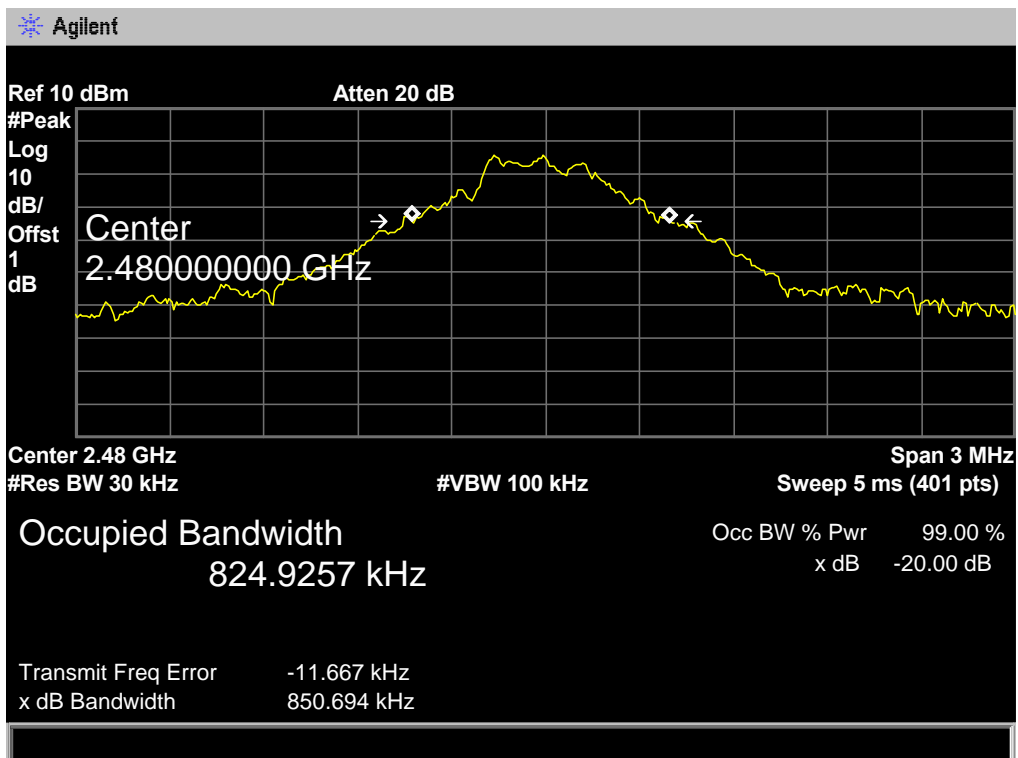 Agilent
Ref 10 dBm Atten 20 dB
#Peak
Log
10
dB/
Offst
1
dB
Center
2.480000000 GHz
Center 2.48 GHz Span 3 MHz
#Res BW 30 kHz #VBW 100 kHz Sweep 5 ms (401 pts)
Occupied Bandwidth Occ BW % Pwr 99.00 %
824.9257 kHz x dB -20.00 dB
Transmit Freq Error -11.667 kHz
x dB Bandwidth 850.694 kHz